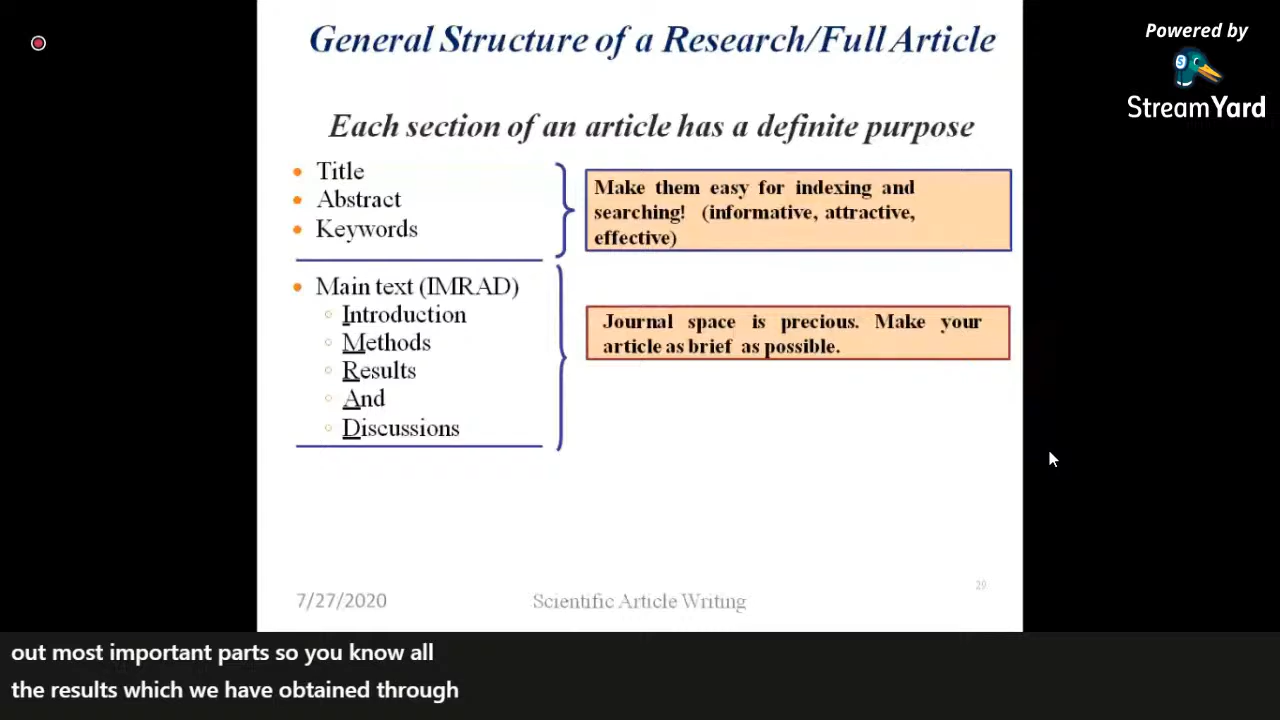 General Structure of a Research/Full Article
Powered by
StreamYard
Each section of an article has a definite purpose
Title
Abstract
Keywords
Make them easy for indexing and
searching! (informative, attractive,
effective)
Main text (IMRAD)
Introduction
Methods
Results
And
Discussions
Journal space is precious. Make your
article as brief as possible.
29
7/27/2020
Scientific Article Writing
out most important parts so you know all
the results which we have obtained through